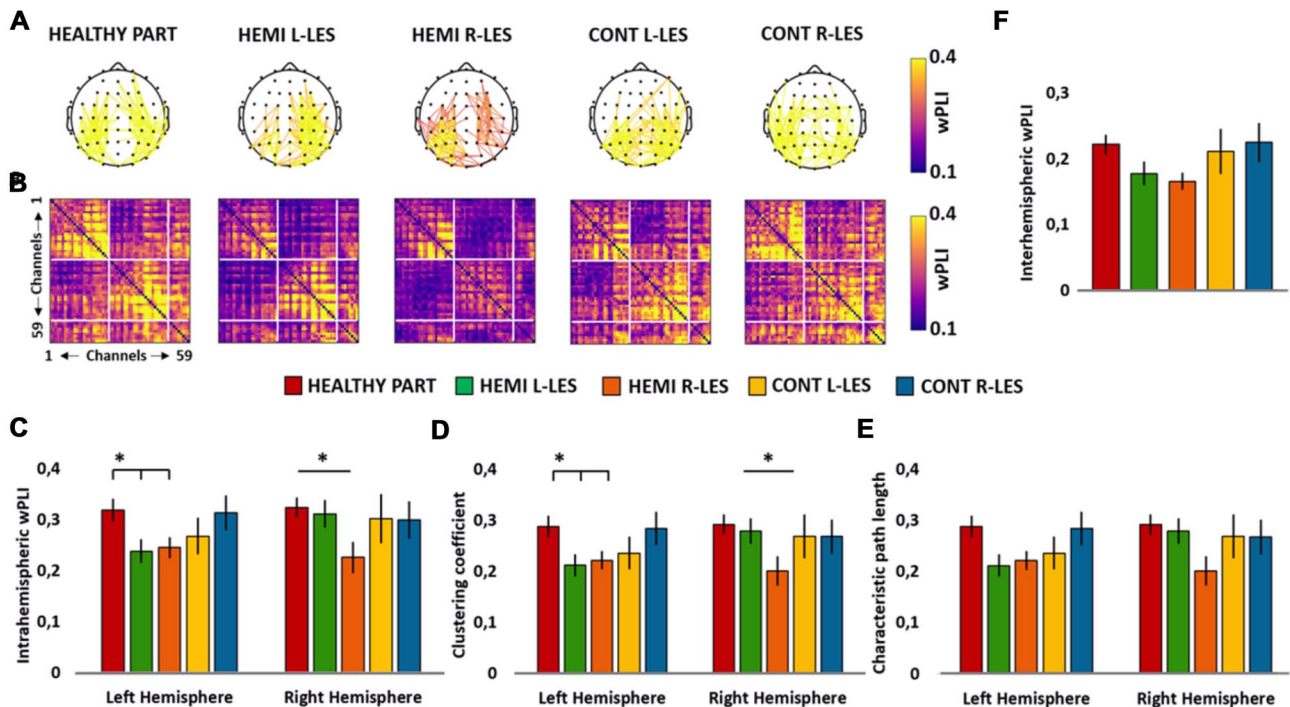 A
HEALTHY PART
HEMI L-LES
HEMI R-LES
CONT L-LES
CONT R-LES
0.4
wPLI
0.1
B
1
Channels
59
1 ← Channels → 59
0.4
wPLI
0.1
F
Interhemispheric wPLI
0,3
0,2
0,1
0
HEALTHY PART
HEMI L-LES
HEMI R-LES
CONT L-LES
CONT R-LES
C
Intrahemispheric wPLI
0,4
0,3
0,2
0,1
0
*
*
Left Hemisphere
Right Hemisphere
D
Clustering coefficient
0,4
0,3
0,2
0,1
0
*
*
Left Hemisphere
Right Hemisphere
E
Characteristic path length
0,4
0,3
0,2
0,1
0
Left Hemisphere
Right Hemisphere